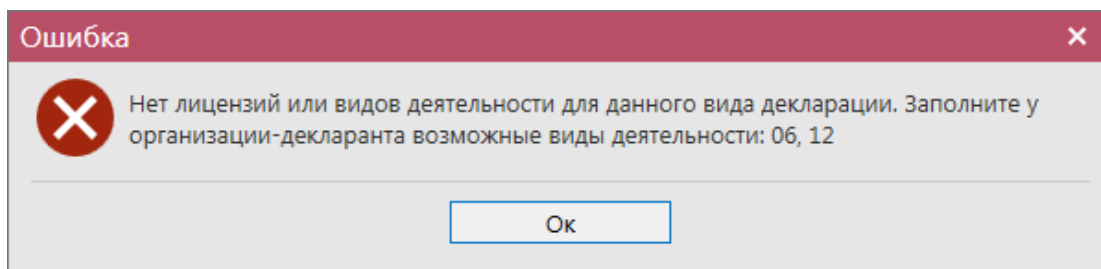 Ошибка
Нет лицензий или видов деятельности для данного вида декларации. Заполните у
организации-декларанта возможные виды деятельности: 06, 12
Ок